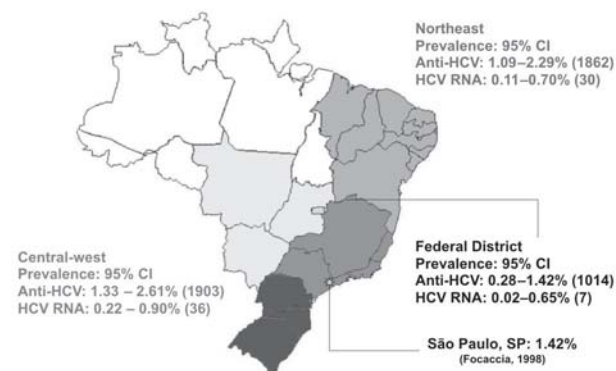 Northeast
Prevalence: 95% CI
Anti-HCV: 1.09–2.29% (1862)
HCV RNA: 0.11–0.70% (30)
Central-west
Prevalence: 95% CI
Anti-HCV: 1.33 – 2.61% (1903)
HCV RNA: 0.22 – 0.90% (36)
Federal District
Prevalence: 95% CI
Anti-HCV: 0.28–1.42% (1014)
HCV RNA: 0.02–0.65% (7)
São Paulo, SP: 1.42%
(Focaccia, 1998)